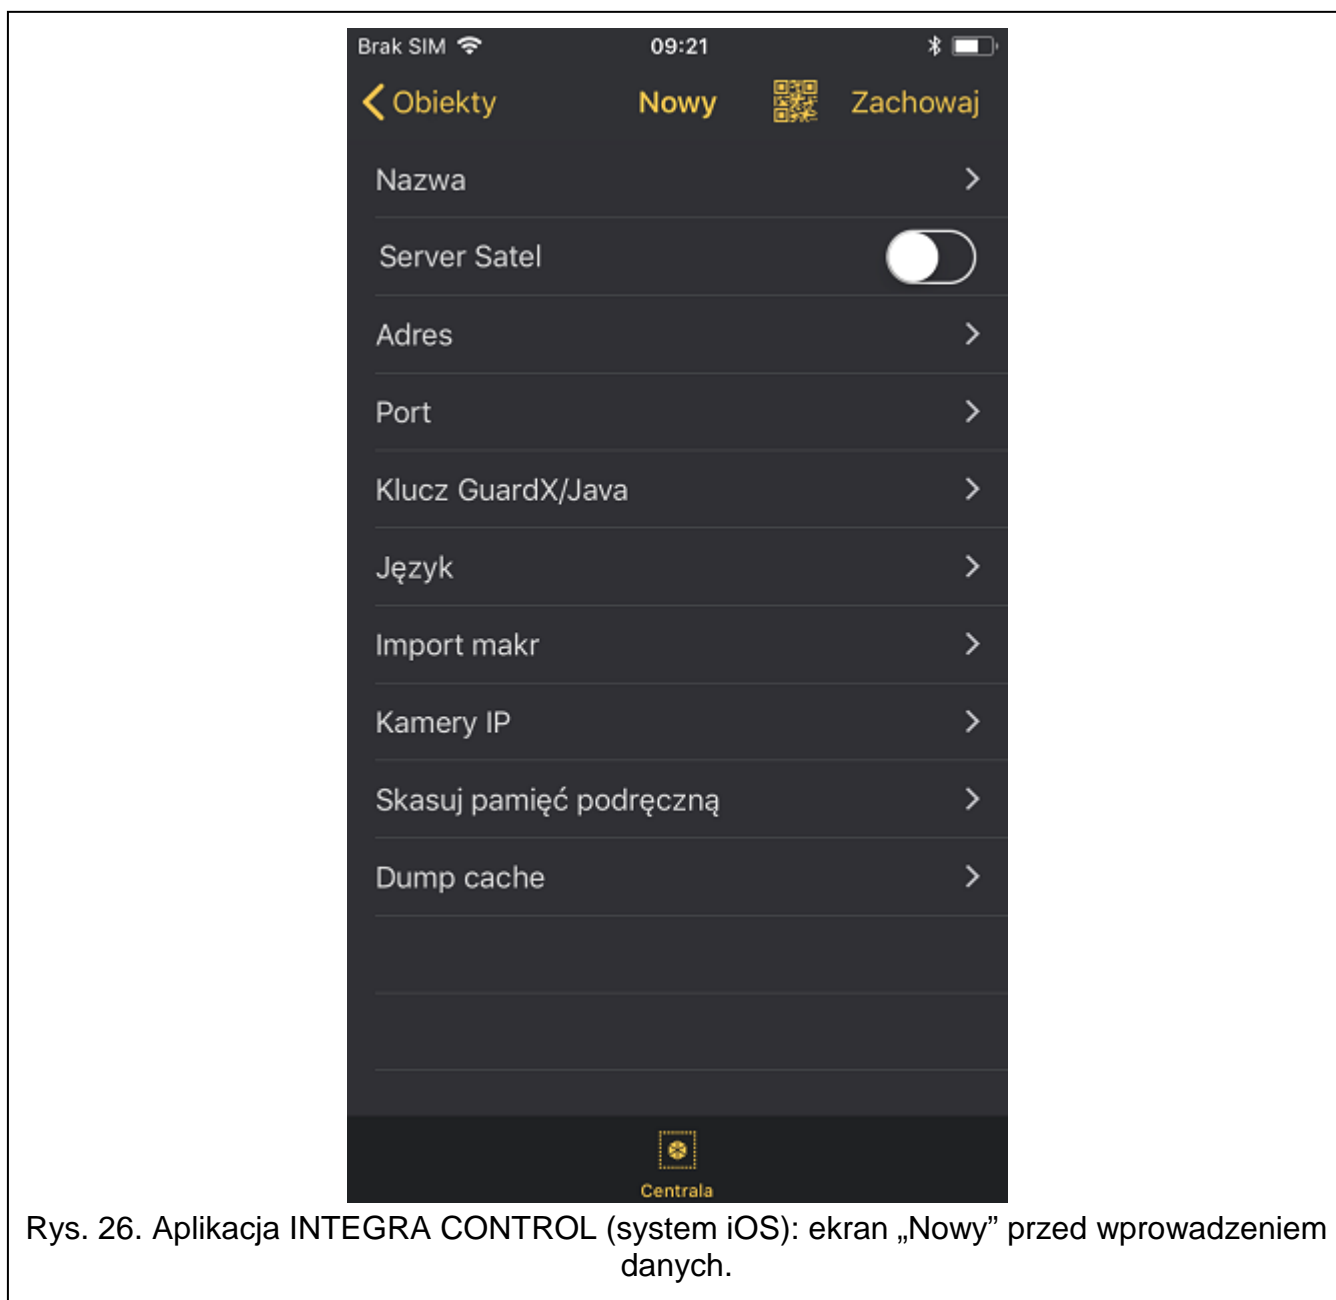 Brak SIM 09:21
Obiekty Nowy Zachowaj
Nazwa
Server Satel
Adres
Port
Klucz GuardX/Java
Język
Import makr
Kamery IP
Skasuj pamięć podręczną
Dump cache
Centrala
Rys. 26. Aplikacja INTEGRA CONTROL (system iOS): ekran „Nowy” przed wprowadzeniem
danych.